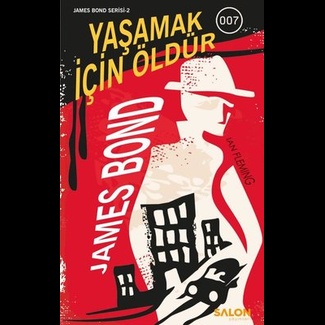 JAMES BOND SERİSİ-2
YAŞAMAK
İÇİN ÖLDÜR
007
JAMES BOND
IAN FLEMING
SALON